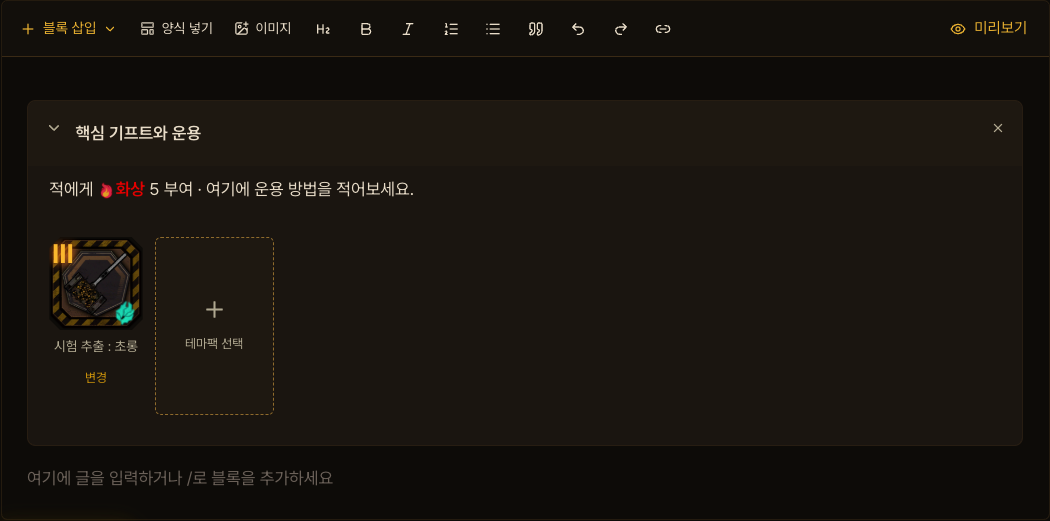 블록 삽입 양식 넣기 이미지 H₂ B I 미리보기
핵심 기프트와 운용
적에게 화상 5 부여 · 여기에 운용 방법을 적어보세요.
III
시험 추출 : 초롱
변경
테마팩 선택
여기에 글을 입력하거나 /로 블록을 추가하세요